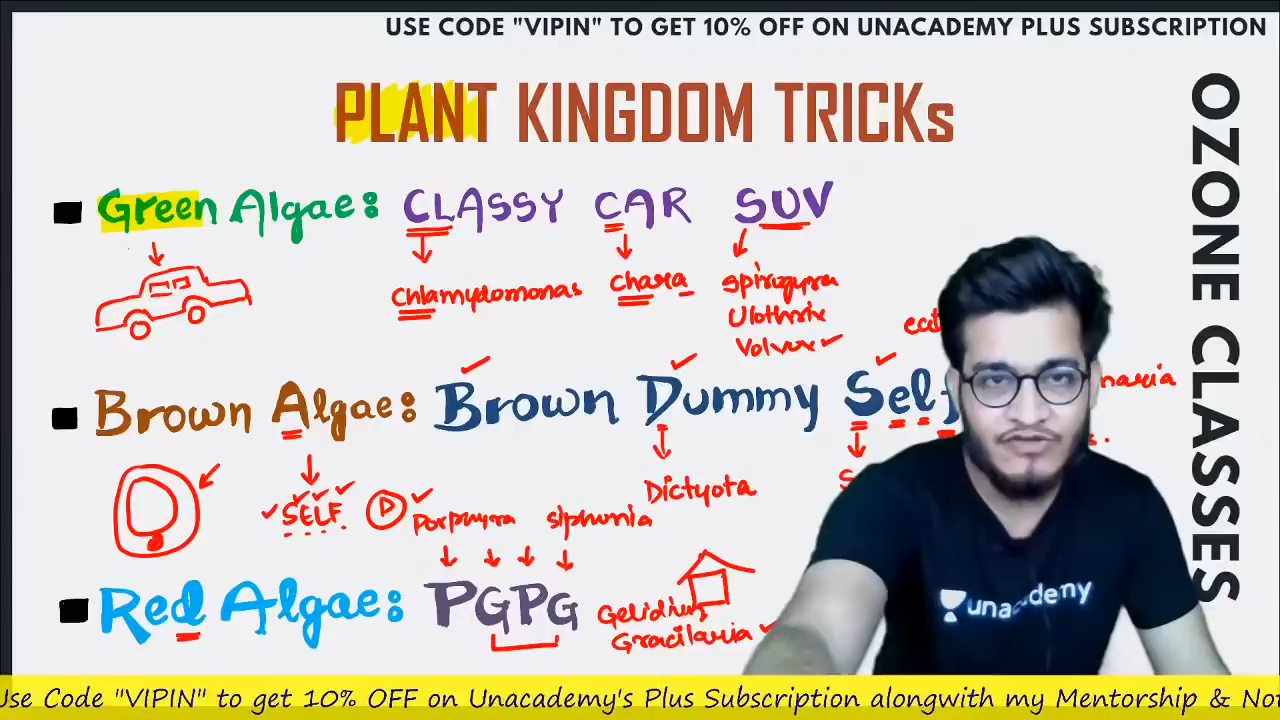 USE CODE "VIPIN" TO GET 10% OFF ON UNACADEMY PLUS SUBSCRIPTION
PLANT KINGDOM TRICKs
OZONE CLASSES
Green Algae: CLASSY CAR SUV
Chlamydomonas
Chara
Spirogyra
Ulothrix
Volvox
Brown Algae: Brown Dummy Self
naria
Dictyota
SELF
Porphyra
siphonia
Red Algae: PGPG
Gelidium
Gracilaria
unacademy
Use Code "VIPIN" to get 10% OFF on Unacademy's Plus Subscription alongwith my Mentorship & No